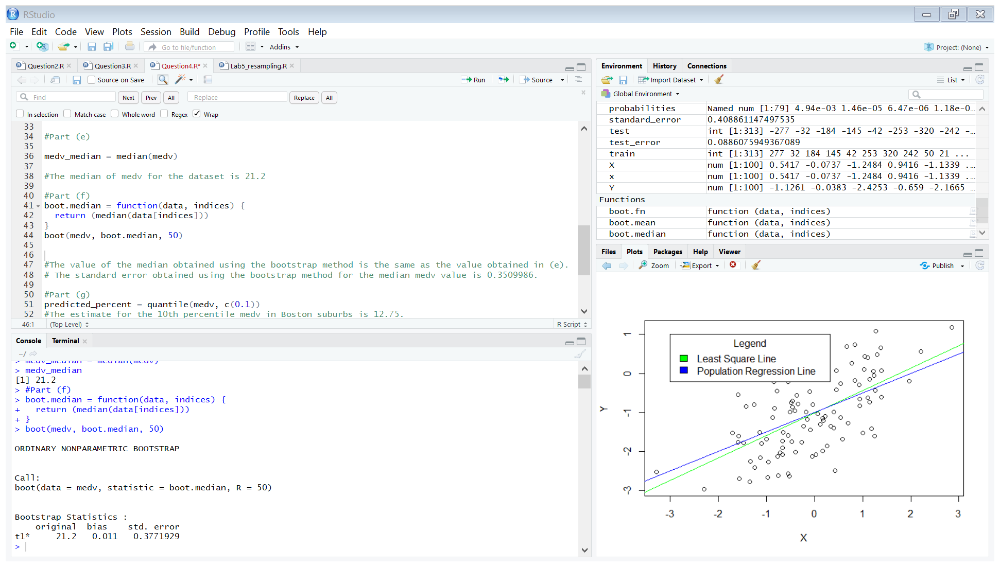 RStudio
File Edit Code View Plots Session Build Debug Profile Tools Help
Go to file/function Addins Project: (None)
Question2.R Question3.R Question4.R* Lab5_resampling.R
Source on Save Run Source
Find Next Prev All Replace Replace All
In selection Match case Whole word Regex Wrap
33
34 #Part (e)
35
36 medv_median = median(medv)
37
38 #The median of medv for the dataset is 21.2
39
40 #Part (f)
41 boot.median = function(data, indices) {
42 return (median(data[indices]))
43 }
44 boot(medv, boot.median, 50)
45
46
47 #The value of the median obtained using the bootstrap method is the same as the value obtained in (e).
48 # The standard error obtained using the bootstrap method for the median medv value is 0.3509986.
49
50 #Part (g)
51 predicted_percent = quantile(medv, c(0.1))
52 #The estimate for the 10th percentile medv in Boston suburbs is 12.75.
46:1 (Top Level) R Script
Console Terminal
~/
> medv_median = median(medv)
> medv_median
[1] 21.2
> #Part (f)
> boot.median = function(data, indices) {
+ return (median(data[indices]))
+ }
> boot(medv, boot.median, 50)
ORDINARY NONPARAMETRIC BOOTSTRAP
Call:
boot(data = medv, statistic = boot.median, R = 50)
Bootstrap Statistics :
original bias std. error
t1* 21.2 0.011 0.3771929
>
Environment History Connections
Import Dataset List
Global Environment
probabilities Named num [1:79] 4.94e-03 1.46e-05 6.47e-06 1.18e-0...
standard_error 0.408861147497535
test int [1:313] -277 -32 -184 -145 -42 -253 -320 -242 -...
test_error 0.0886075949367089
train int [1:313] 277 32 184 145 42 253 320 242 50 21 ...
X num [1:100] 0.5417 -0.0737 -1.2484 0.9416 -1.1339 ...
x num [1:100] 0.5417 -0.0737 -1.2484 0.9416 -1.1339 ...
Y num [1:100] -1.1261 -0.0383 -2.4253 -0.659 -2.1665 ...
Functions
boot.fn function (data, indices)
boot.mean function (data, indices)
boot.median function (data, indices)
Files Plots Packages Help Viewer
Zoom Export Publish
Legend
Least Square Line
Population Regression Line
1
0
-1
-2
-3
Y
-3 -2 -1 0 1 2 3
X